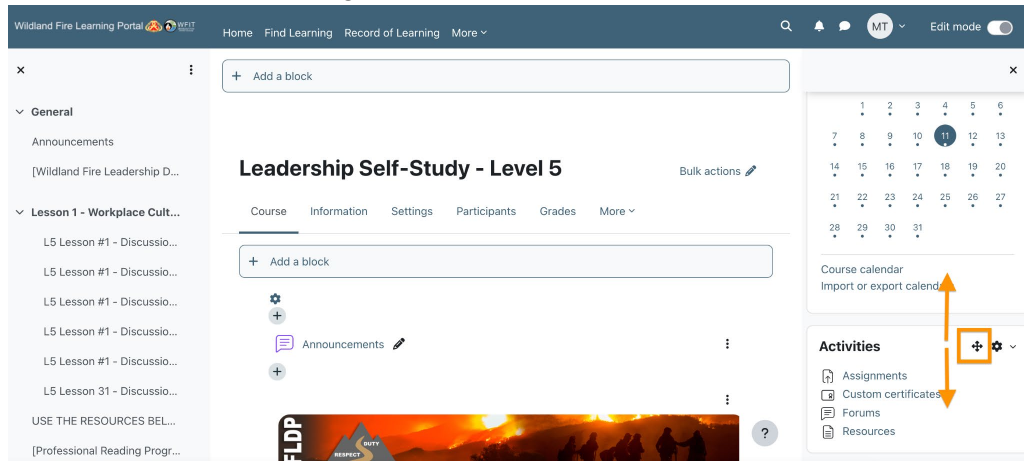 Wildland Fire Learning Portal WFIT
Home Find Learning Record of Learning More
MT
Edit mode
General
Announcements
[Wildland Fire Leadership D...
Lesson 1 - Workplace Cult...
L5 Lesson #1 - Discussio...
L5 Lesson #1 - Discussio...
L5 Lesson #1 - Discussio...
L5 Lesson #1 - Discussio...
L5 Lesson #1 - Discussio...
L5 Lesson 31 - Discussio...
USE THE RESOURCES BEL...
[Professional Reading Progr...
+ Add a block
Leadership Self-Study - Level 5
Bulk actions
Course Information Settings Participants Grades More
+ Add a block
Announcements
FLDP
DUTY
RESPECT
?
1 2 3 4 5 6
7 8 9 10 11 12 13
14 15 16 17 18 19 20
21 22 23 24 25 26 27
28 29 30 31
Course calendar
Import or export calend
Activities
Assignments
Custom certificates
Forums
Resources